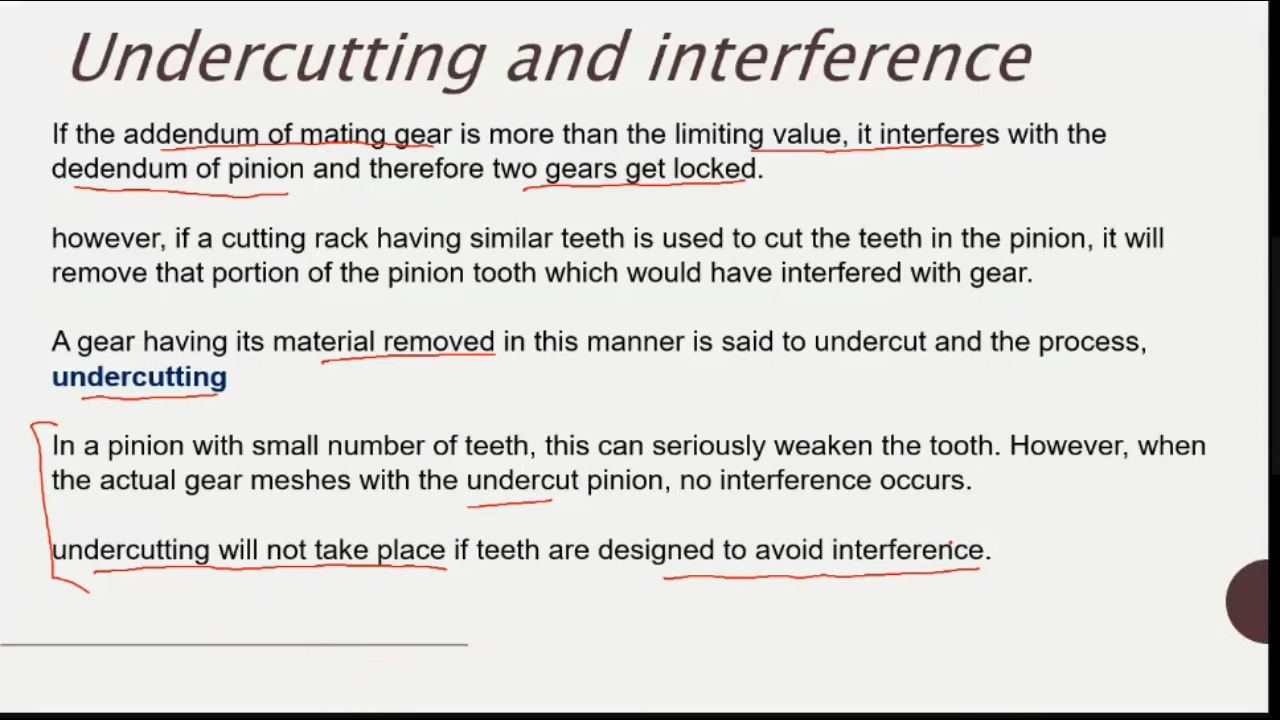 Undercutting and interference
If the addendum of mating gear is more than the limiting value, it interferes with the
dedendum of pinion and therefore two gears get locked.
however, if a cutting rack having similar teeth is used to cut the teeth in the pinion, it will
remove that portion of the pinion tooth which would have interfered with gear.
A gear having its material removed in this manner is said to undercut and the process,
undercutting
In a pinion with small number of teeth, this can seriously weaken the tooth. However, when
the actual gear meshes with the undercut pinion, no interference occurs.
undercutting will not take place if teeth are designed to avoid interference.